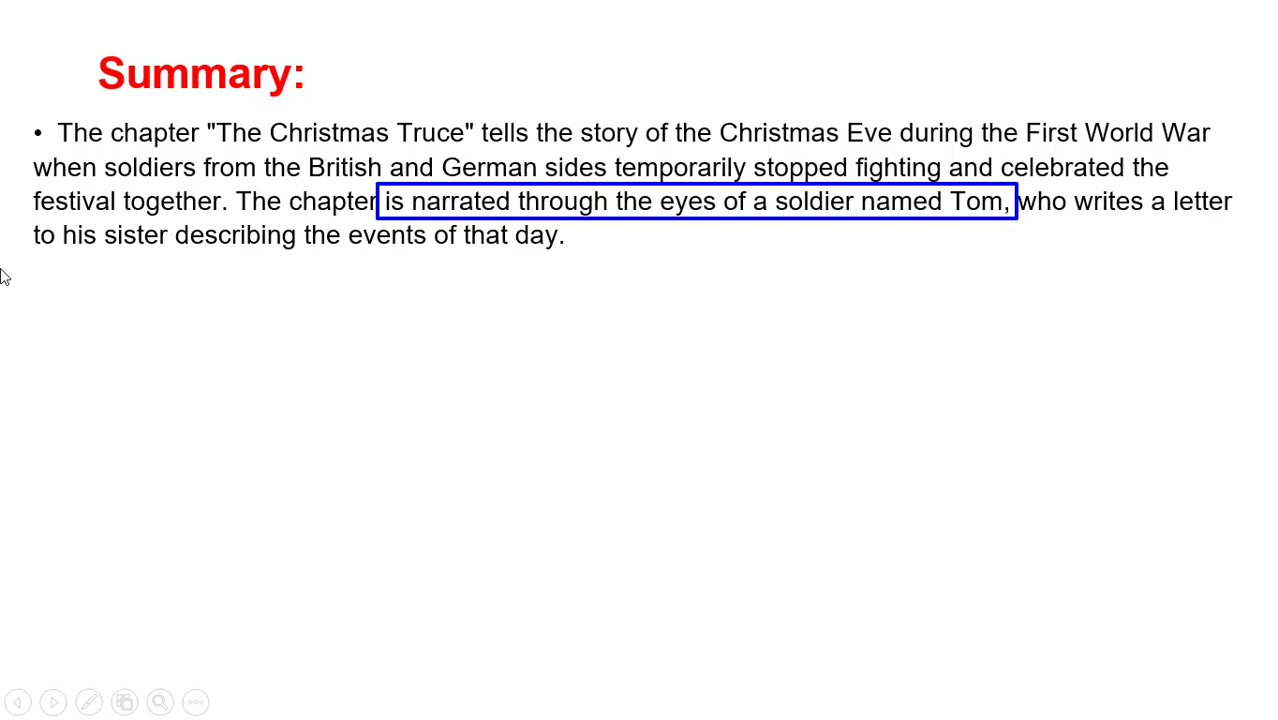 Summary:
• The chapter "The Christmas Truce" tells the story of the Christmas Eve during the First World War
when soldiers from the British and German sides temporarily stopped fighting and celebrated the
festival together. The chapter is narrated through the eyes of a soldier named Tom, who writes a letter
to his sister describing the events of that day.